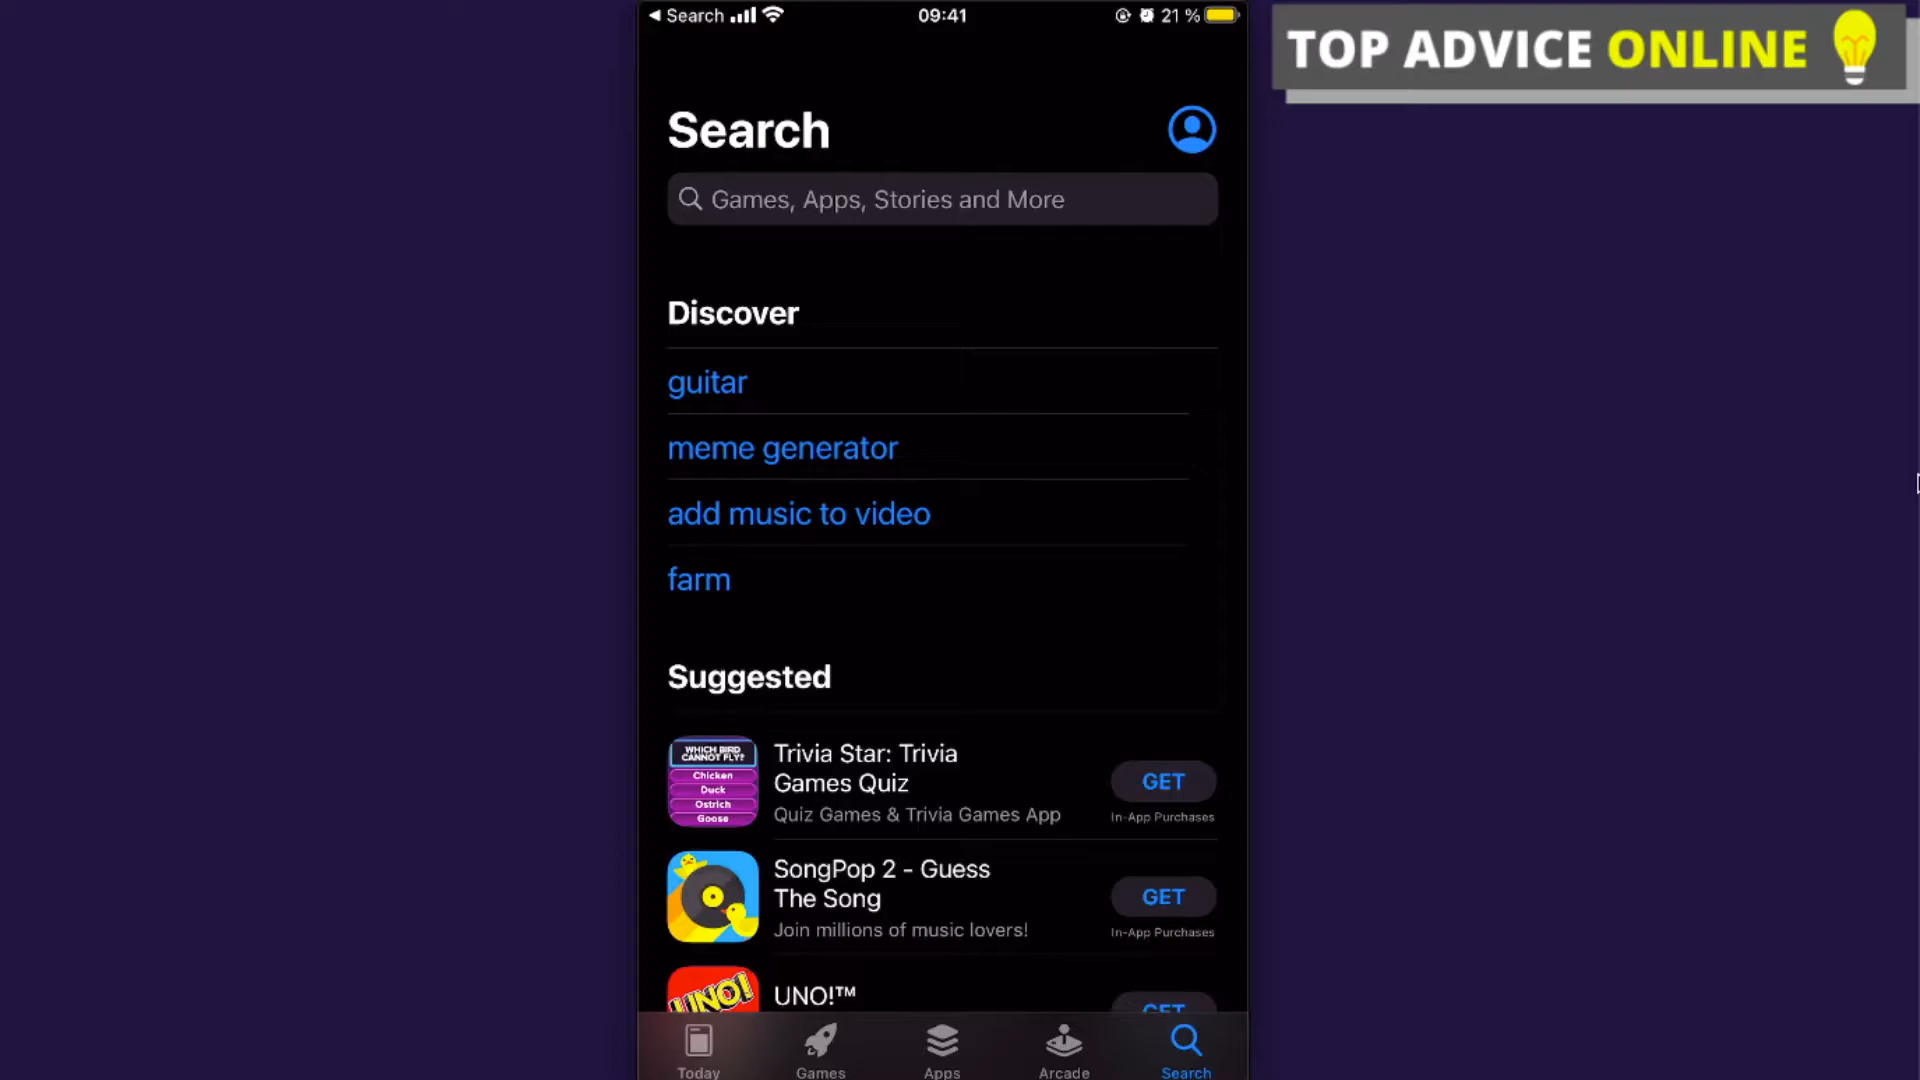 Search 09:41 21 %
TOP ADVICE ONLINE
Search
Games, Apps, Stories and More
Discover
guitar
meme generator
add music to video
farm
Suggested
WHICH BIRD
CANNOT FLY?
Chicken
Duck
Ostrich
Goose
Trivia Star: Trivia
Games Quiz
Quiz Games & Trivia Games App
GET
In-App Purchases
SongPop 2 - Guess
The Song
Join millions of music lovers!
GET
In-App Purchases
UNO!
UNO!™
GET
Today Games Apps Arcade Search